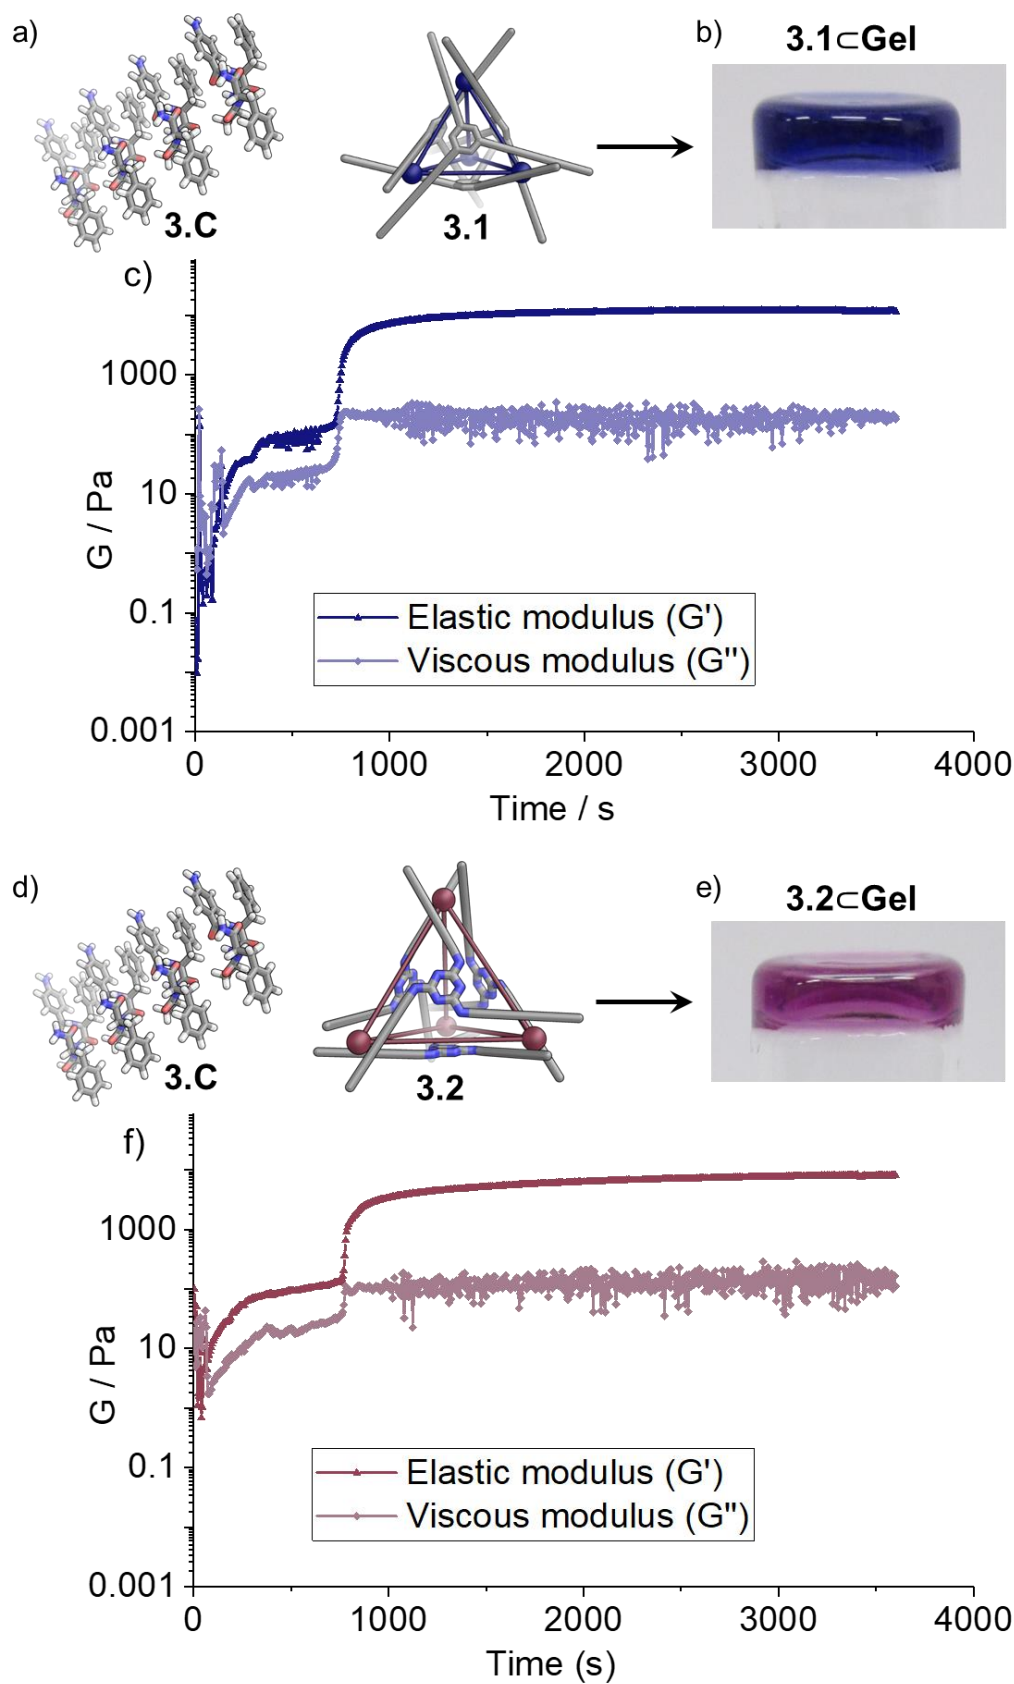 a)
b)
3.1⊂Gel
3.C
3.1
c)
1000
10
0.1
0.001
G / Pa
Elastic modulus (G')
Viscous modulus (G'')
0
1000
2000
3000
4000
Time / s
d)
e)
3.2⊂Gel
3.C
3.2
f)
1000
10
0.1
0.001
G / Pa
Elastic modulus (G')
Viscous modulus (G'')
0
1000
2000
3000
4000
Time (s)